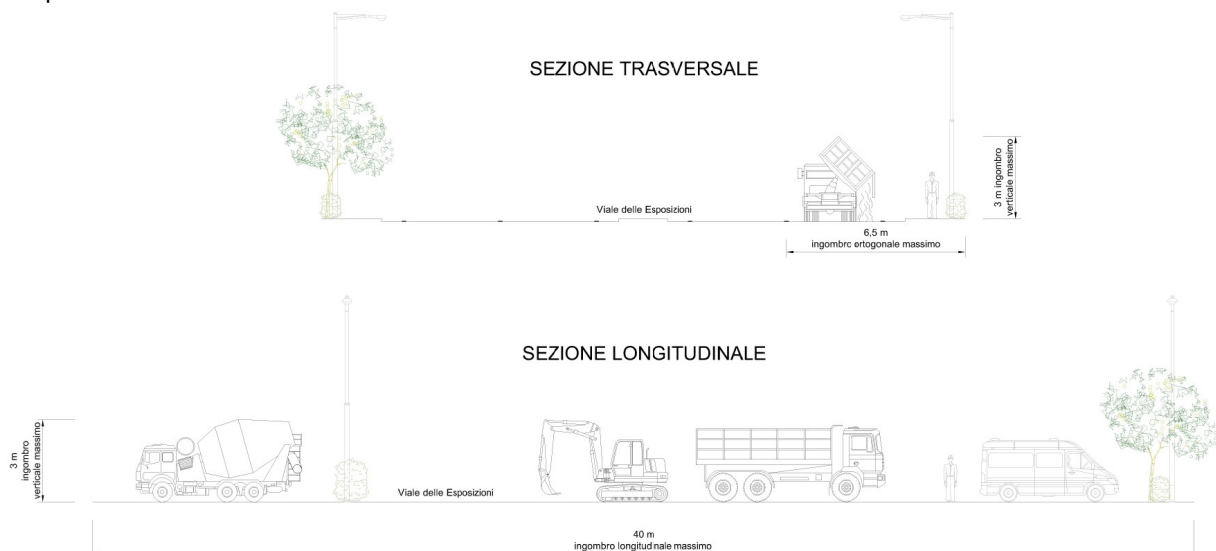 SEZIONE TRASVERSALE
3 m ingombro
verticale massimo
Viale delle Esposizioni
6,5 m
ingombro ortogonale massimo
SEZIONE LONGITUDINALE
3 m
ingombro
verticale massimo
Viale delle Esposizioni
40 m
ingombro longitudinale massimo